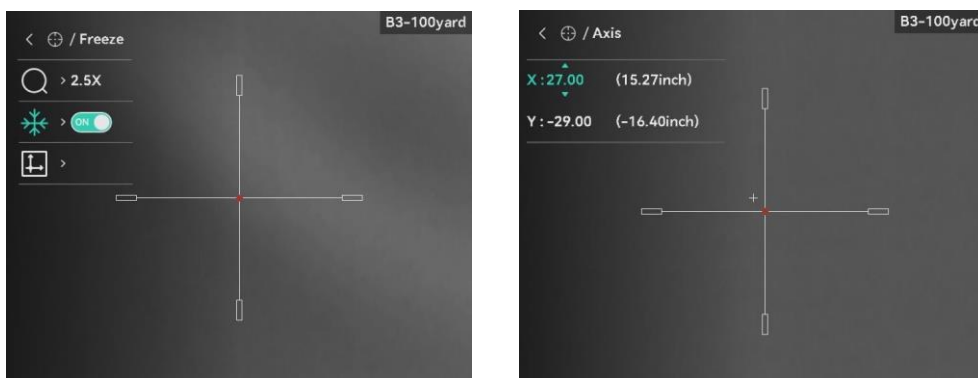 B3-100yard
< / Freeze
> 2.5X
> ON
>
B3-100yard
< / Axis
X : 27.00 (15.27inch)
Y : -29.00 (-16.40inch)